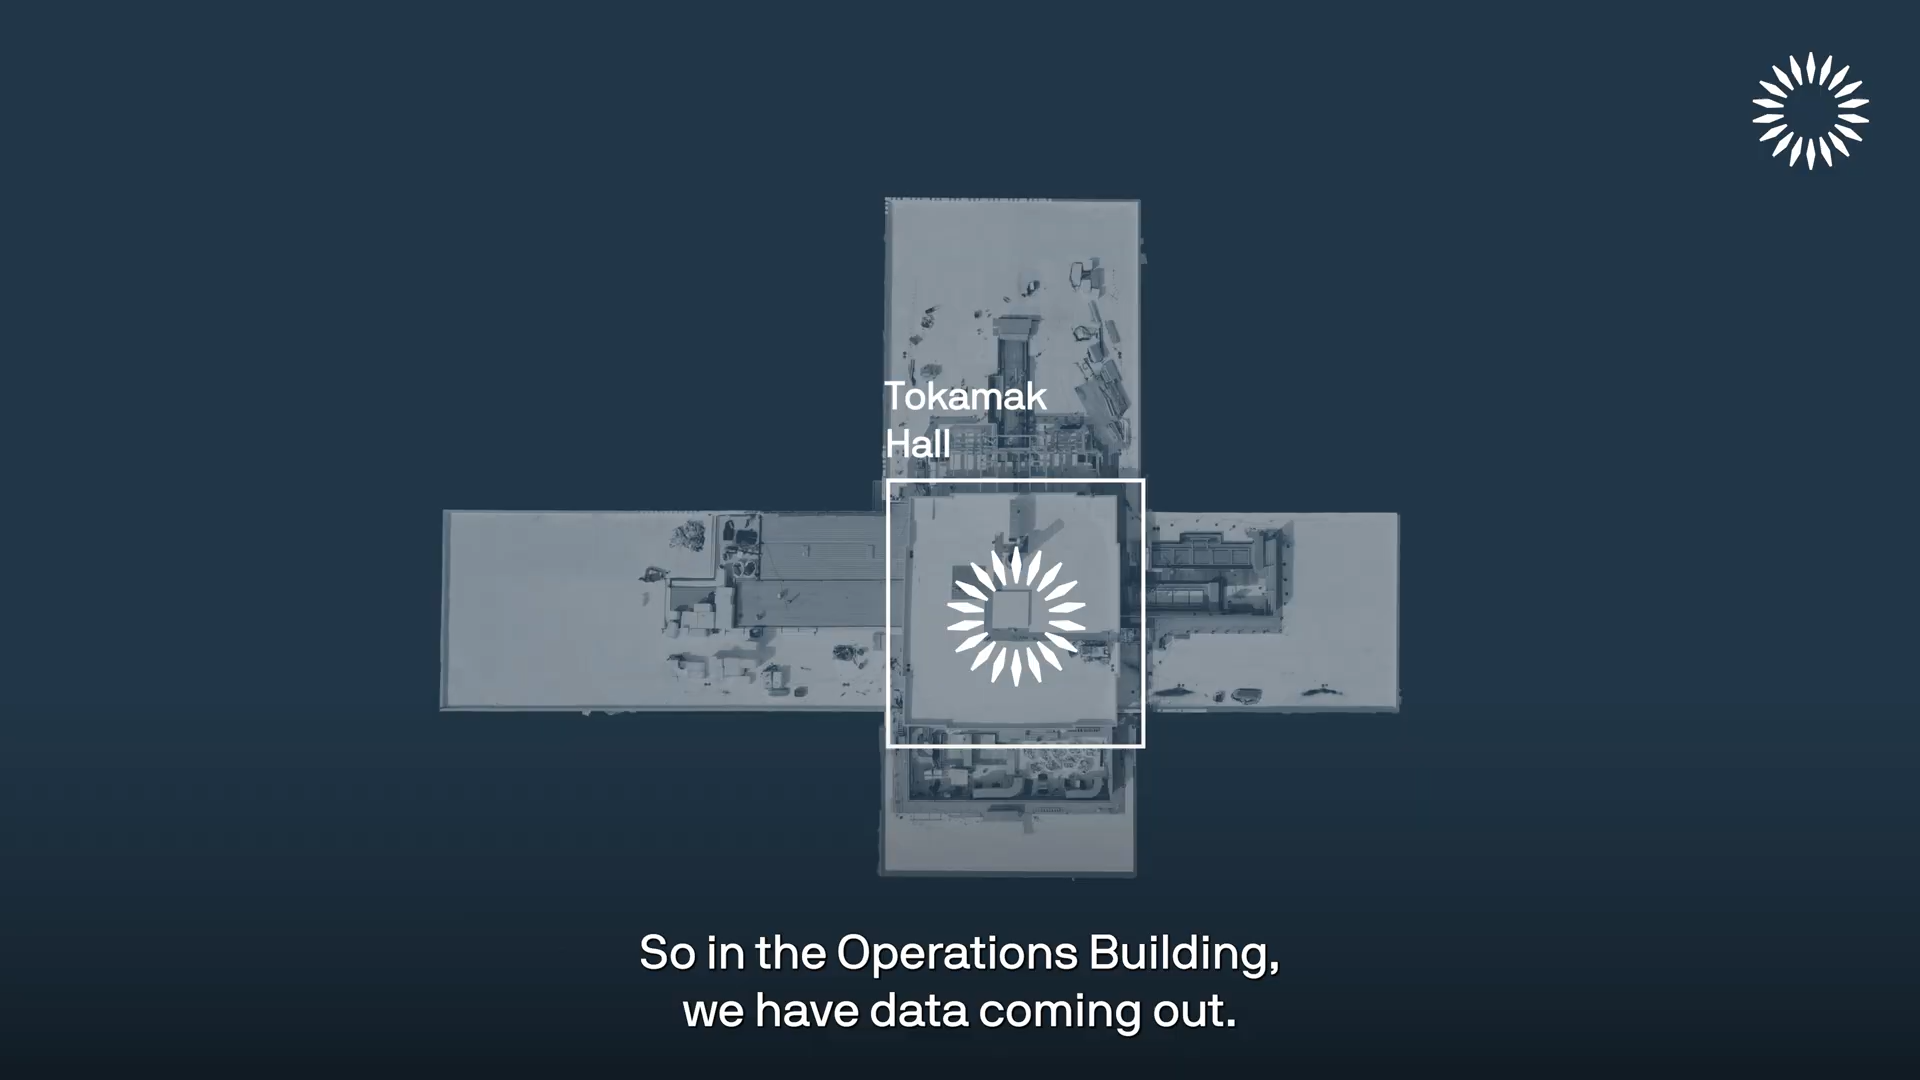 Tokamak
Hall
So in the Operations Building,
we have data coming out.